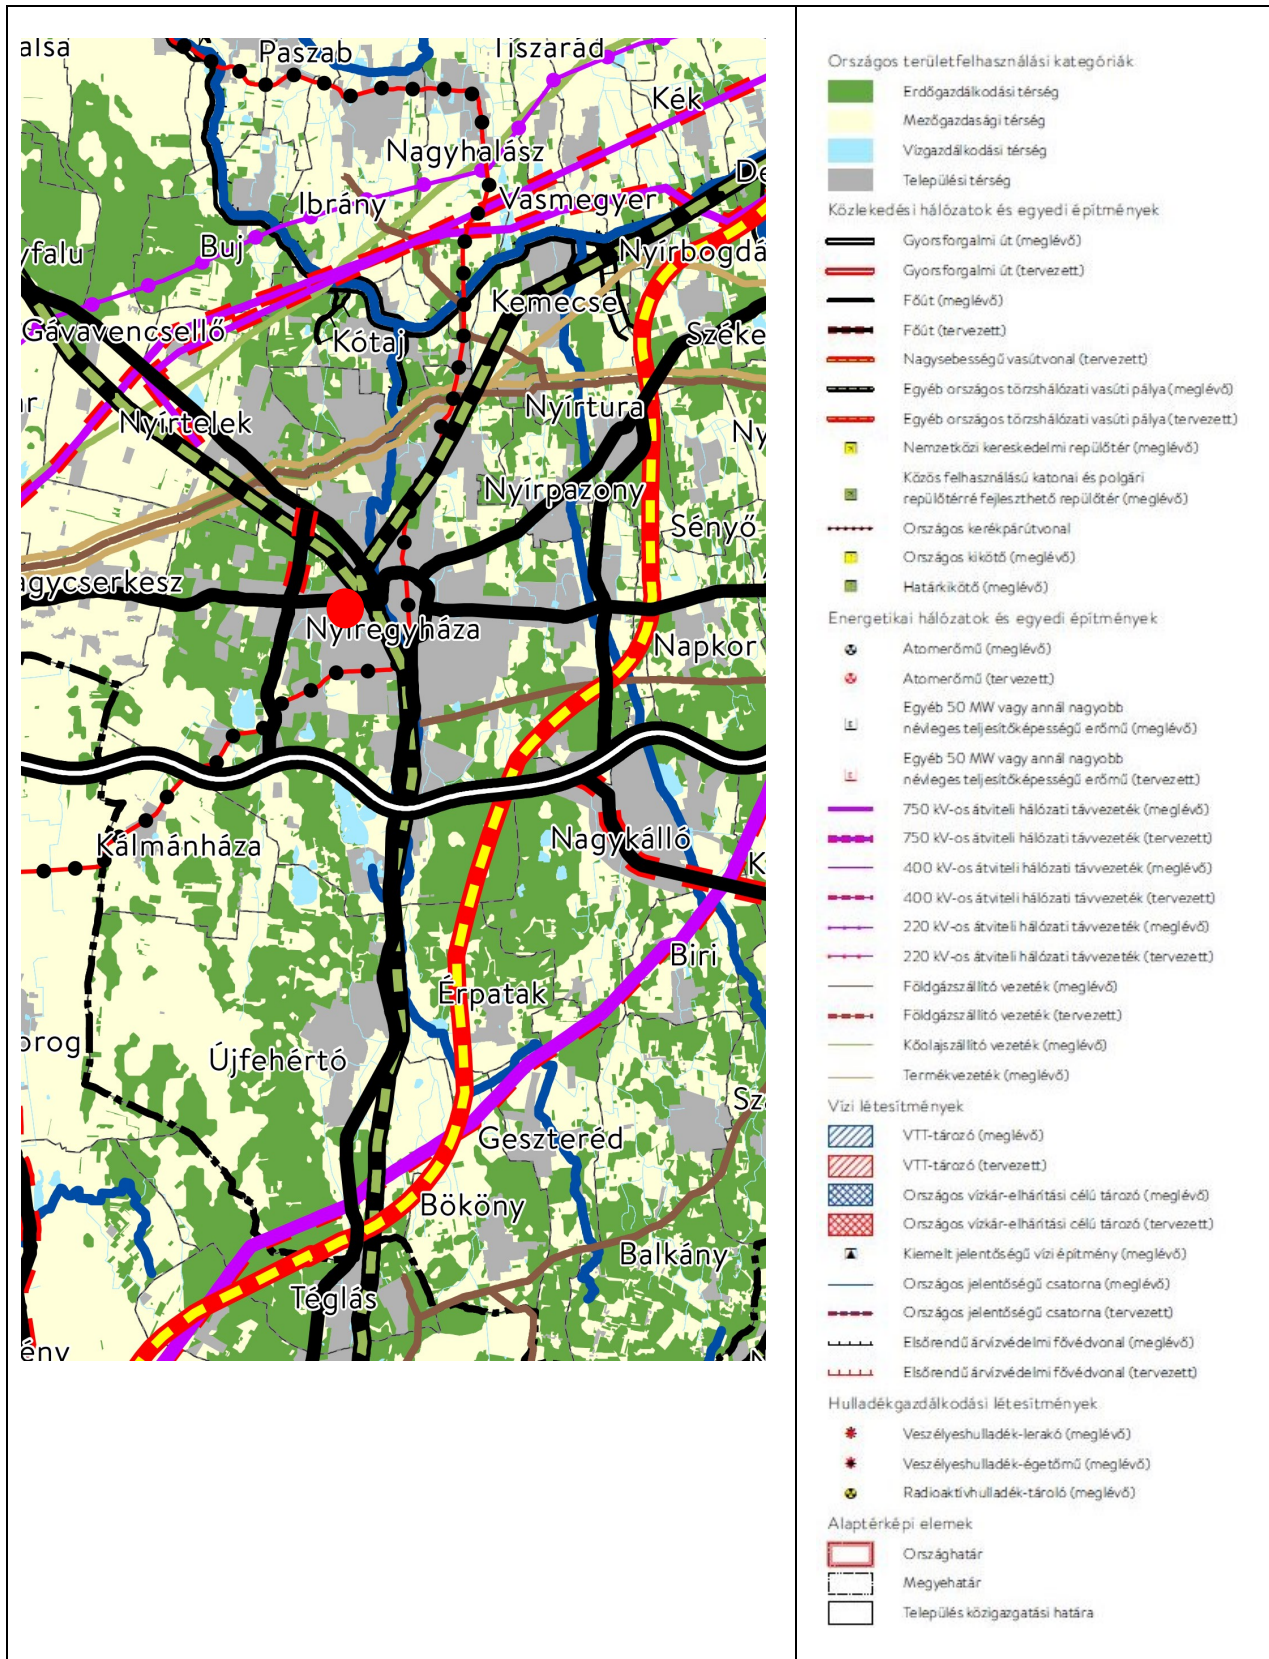 alsa
Paszab
Tiszarád
Kék
Nagyhalász
De
Ibrány
Vasmegyer
Buj
yfalu
Nyírbogdá
Kemecse
Gávavencsellő
Kótaj
Széke
ár
Nyírtelek
Nyírtura
Ny
Nyírpazony
Sényő
agycserkesz
Nyíregyháza
Napkor
Kálmánháza
Nagykálló
K
Biri
Érpatak
orog
Újfehértó
Sz
Geszteréd
Bököny
Balkány
Téglás
ény
Országos területfelhasználási kategóriák
Erdőgazdálkodási térség
Mezőgazdasági térség
Vízgazdálkodási térség
Települési térség
Közlekedési hálózatok és egyedi építmények
Gyorsforgalmi út (meglévő)
Gyorsforgalmi út (tervezett)
Főút (meglévő)
Főút (tervezett)
Nagysebességű vasútvonal (tervezett)
Egyéb országos törzshálózati vasúti pálya (meglévő)
Egyéb országos törzshálózati vasúti pálya (tervezett)
Nemzetközi kereskedelmi repülőtér (meglévő)
Közös felhasználású katonai és polgári
repülőtérré fejleszthető repülőtér (meglévő)
Országos kerékpárútvonal
Országos kikötő (meglévő)
Határkikötő (meglévő)
Energetikai hálózatok és egyedi építmények
Atomerőmű (meglévő)
Atomerőmű (tervezett)
Egyéb 50 MW vagy annál nagyobb
névleges teljesítőképességű erőmű (meglévő)
Egyéb 50 MW vagy annál nagyobb
névleges teljesítőképességű erőmű (tervezett)
750 kV-os átviteli hálózati távvezeték (meglévő)
750 kV-os átviteli hálózati távvezeték (tervezett)
400 kV-os átviteli hálózati távvezeték (meglévő)
400 kV-os átviteli hálózati távvezeték (tervezett)
220 kV-os átviteli hálózati távvezeték (meglévő)
220 kV-os átviteli hálózati távvezeték (tervezett)
Földgázszállító vezeték (meglévő)
Földgázszállító vezeték (tervezett)
Kőolajszállító vezeték (meglévő)
Termékvezeték (meglévő)
Vízi létesítmények
VTT-tározó (meglévő)
VTT-tározó (tervezett)
Országos vízkár-elhárítási célú tározó (meglévő)
Országos vízkár-elhárítási célú tározó (tervezett)
Kiemelt jelentőségű vízi építmény (meglévő)
Országos jelentőségű csatorna (meglévő)
Országos jelentőségű csatorna (tervezett)
Elsőrendű árvízvédelmi fővédvonal (meglévő)
Elsőrendű árvízvédelmi fővédvonal (tervezett)
Hulladékgazdálkodási létesítmények
Veszélyeshulladék-lerakó (meglévő)
Veszélyeshulladék-égetőmű (meglévő)
Radioaktívhulladék-tároló (meglévő)
Alaptérképi elemek
Országhatár
Megyehatár
Település közigazgatási határa